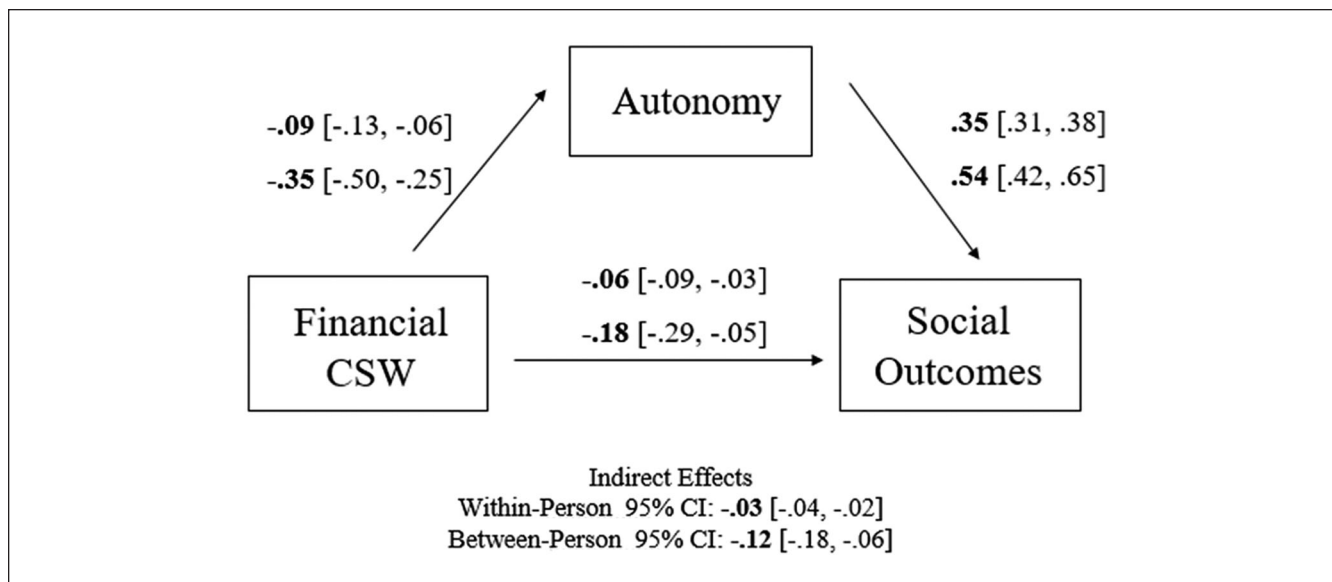 Autonomy
-.09 [-.13, -.06]
-.35 [-.50, -.25]
.35 [.31, .38]
.54 [.42, .65]
Financial
CSW
-.06 [-.09, -.03]
-.18 [-.29, -.05]
Social
Outcomes
Indirect Effects
Within-Person 95% CI: -.03 [-.04, -.02]
Between-Person 95% CI: -.12 [-.18, -.06]